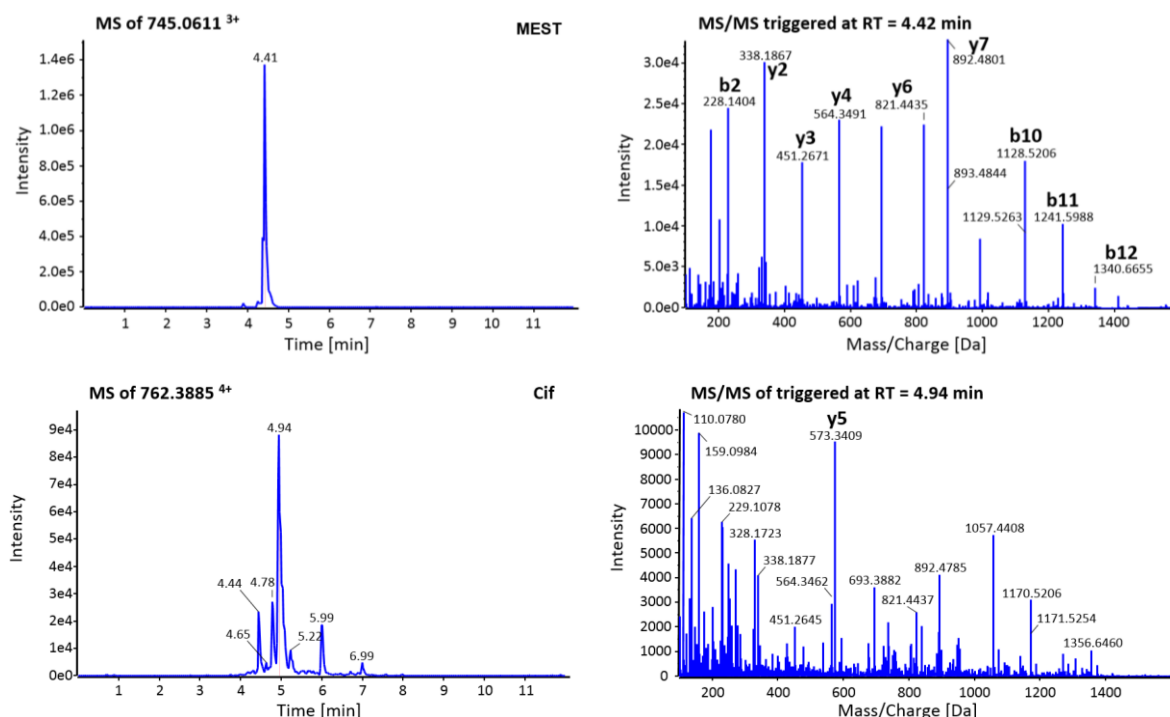 MS of 745.0611 3+
MEST
4.41
1.4e6
1.2e6
1.0e6
8.0e5
6.0e5
4.0e5
2.0e5
0.0e0
Intensity
1 2 3 4 5 6 7 8 9 10 11
Time [min]
MS/MS triggered at RT = 4.42 min
y7
892.4801
338.1867
y2
b2
228.1404
y4
564.3491
y6
821.4435
y3
451.2671
893.4844
b10
1128.5206
1129.5263
b11
1241.5988
b12
1340.6655
3.0e4
2.5e4
2.0e4
1.5e4
1.0e4
5.0e3
0.0e0
Intensity
200 400 600 800 1000 1200 1400
Mass/Charge [Da]
MS of 762.3885 4+
Cif
4.94
4.44
4.78
4.65
5.22
5.99
6.99
9e4
8e4
7e4
6e4
5e4
4e4
3e4
2e4
1e4
0e0
Intensity
1 2 3 4 5 6 7 8 9 10 11
Time [min]
MS/MS of triggered at RT = 4.94 min
110.0780
159.0984
y5
573.3409
136.0827
229.1078
328.1723
338.1877
564.3462
693.3882
892.4785
821.4437
451.2645
1057.4408
1170.5206
1171.5254
1356.6460
10000
9000
8000
7000
6000
5000
4000
3000
2000
1000
0
Intensity
200 400 600 800 1000 1200 1400
Mass/Charge [Da]